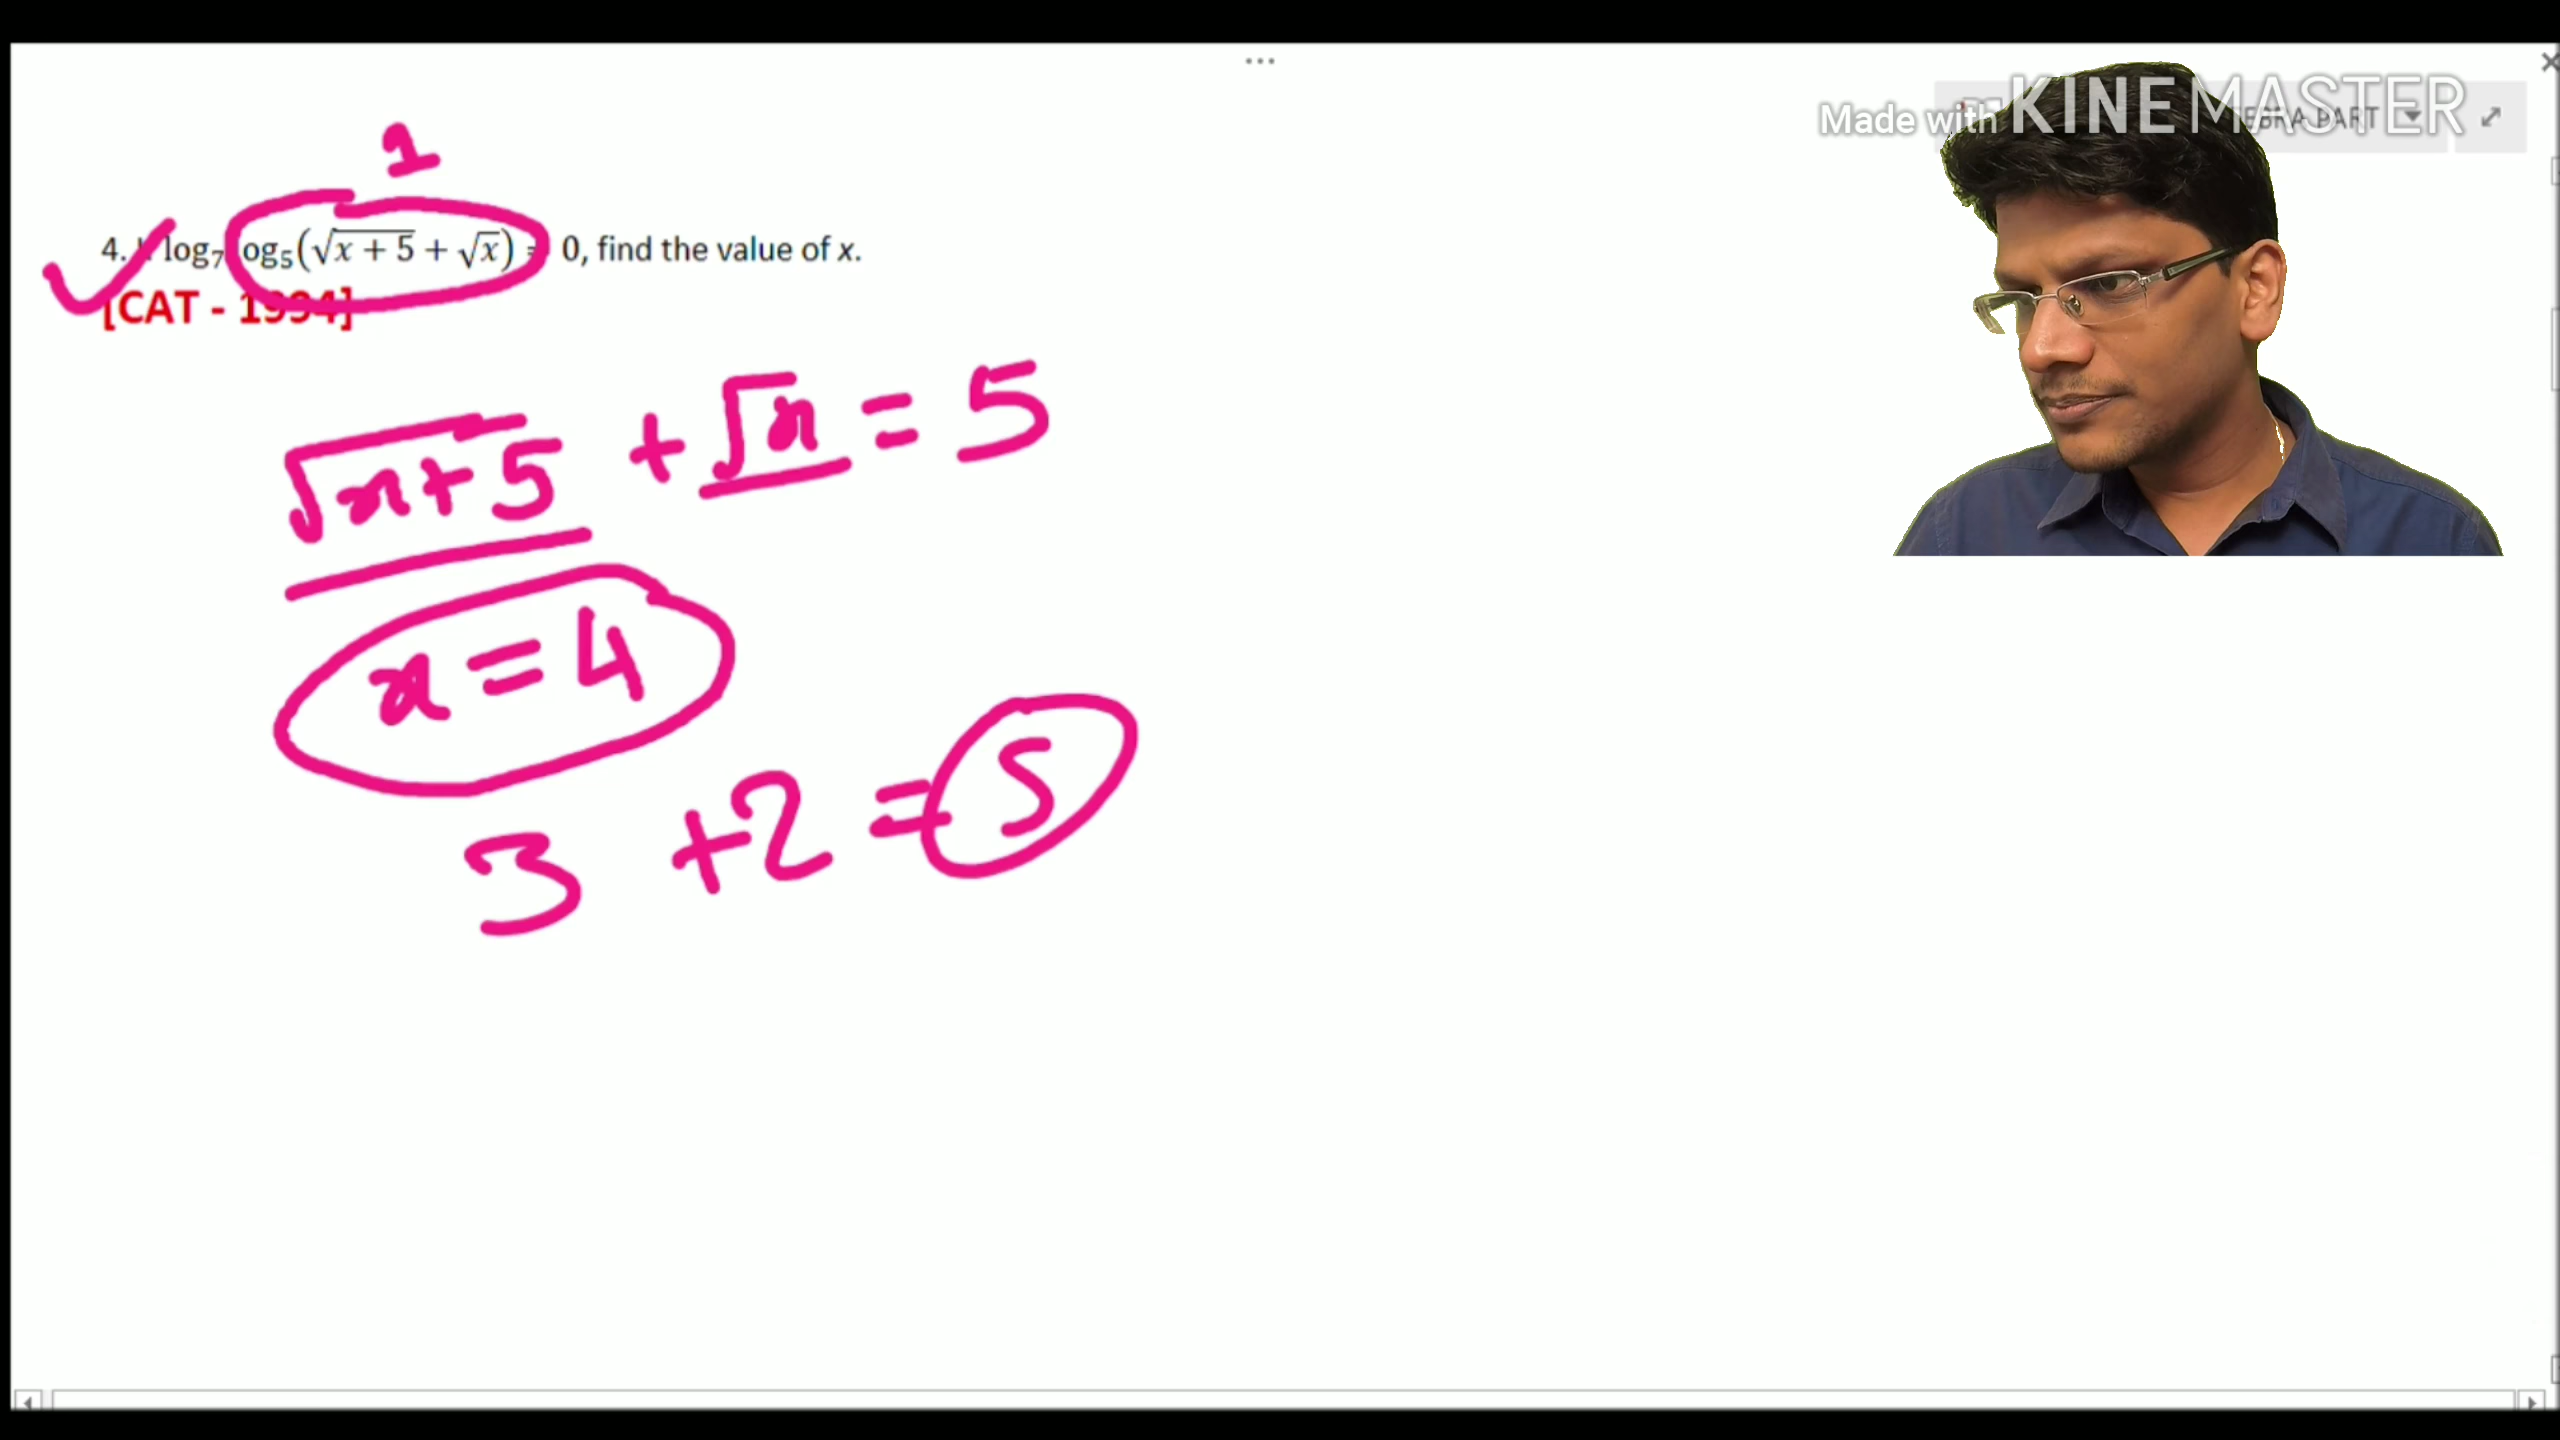 Made with KINEMASTER
1
4. If log₇ log₅(√x + 5 + √x) = 0, find the value of x.
[CAT - 1994]
√x+5 + √x = 5
x = 4
3 + 2 = 5